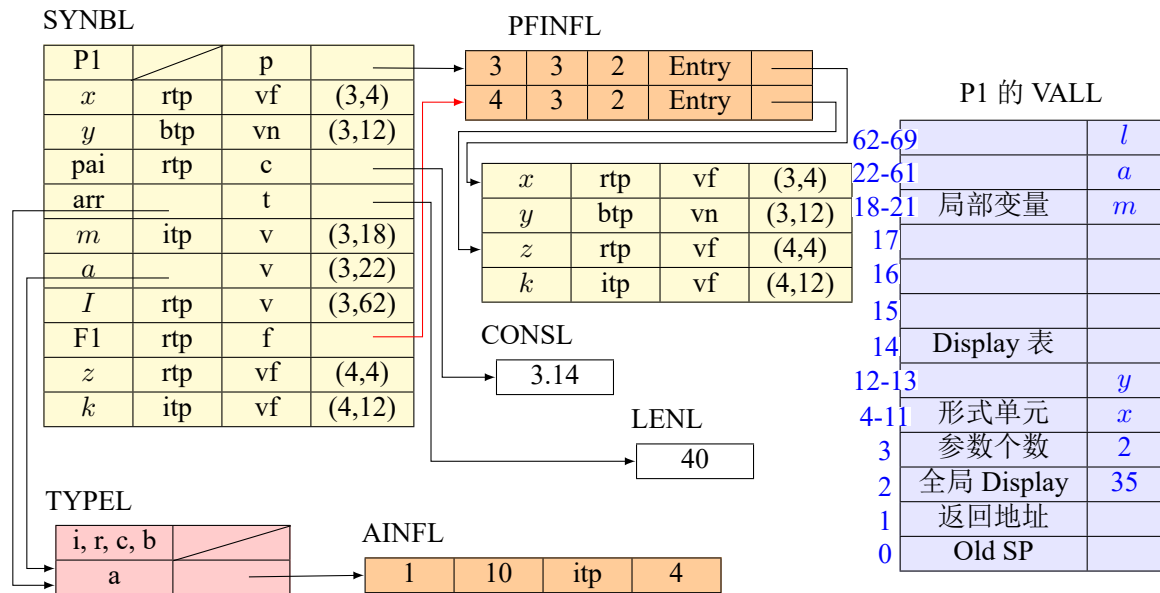 SYNBL
P1 p
x rtp vf (3,4)
y btp vn (3,12)
pai rtp c
arr t
m itp v (3,18)
a v (3,22)
I rtp v (3,62)
F1 rtp f
z rtp vf (4,4)
k itp vf (4,12)
PFINFL
3 3 2 Entry
4 3 2 Entry
x rtp vf (3,4)
y btp vn (3,12)
z rtp vf (4,4)
k itp vf (4,12)
CONSL
3.14
LENL
40
TYPEL
i, r, c, b
a
AINFL
1 10 itp 4
P1 的 VALL
62-69 l
22-61 a
18-21 局部变量 m
17
16
15
14 Display 表
12-13 y
4-11 形式单元 x
3 参数个数 2
2 全局 Display 35
1 返回地址
0 Old SP